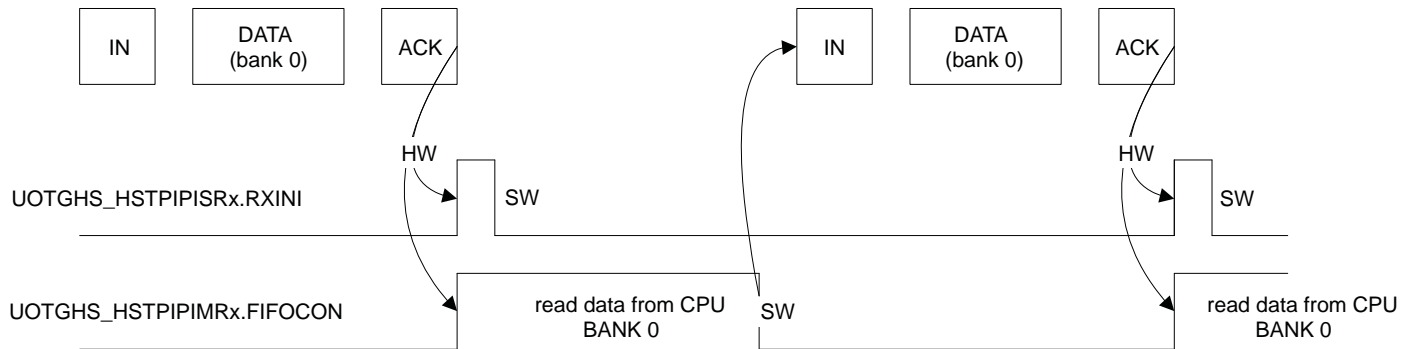 IN
DATA
(bank 0)
ACK
IN
DATA
(bank 0)
ACK
HW
HW
UOTGHS_HSTPIPISRx.RXINI
SW
SW
UOTGHS_HSTPIPIMRx.FIFOCON
read data from CPU
BANK 0
SW
read data from CPU
BANK 0